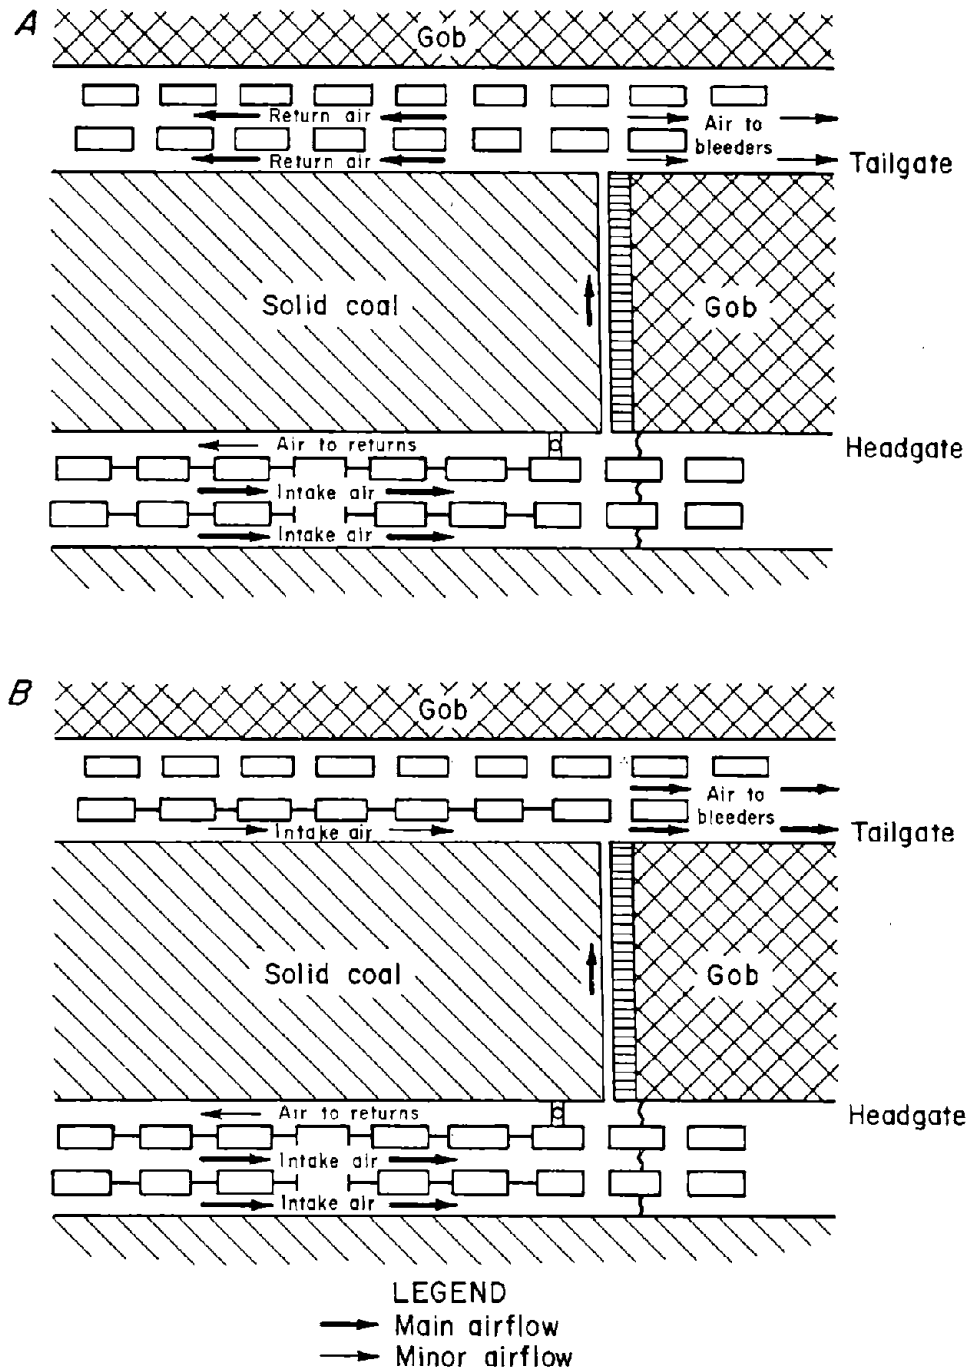 A
Gob
Return air
Air to
bleeders
Return air
Tailgate
Solid coal
Gob
Air to returns
Headgate
Intake air
Intake air
B
Gob
Air to
bleeders
Intake air
Tailgate
Solid coal
Gob
Air to returns
Headgate
Intake air
Intake air
LEGEND
Main airflow
Minor airflow